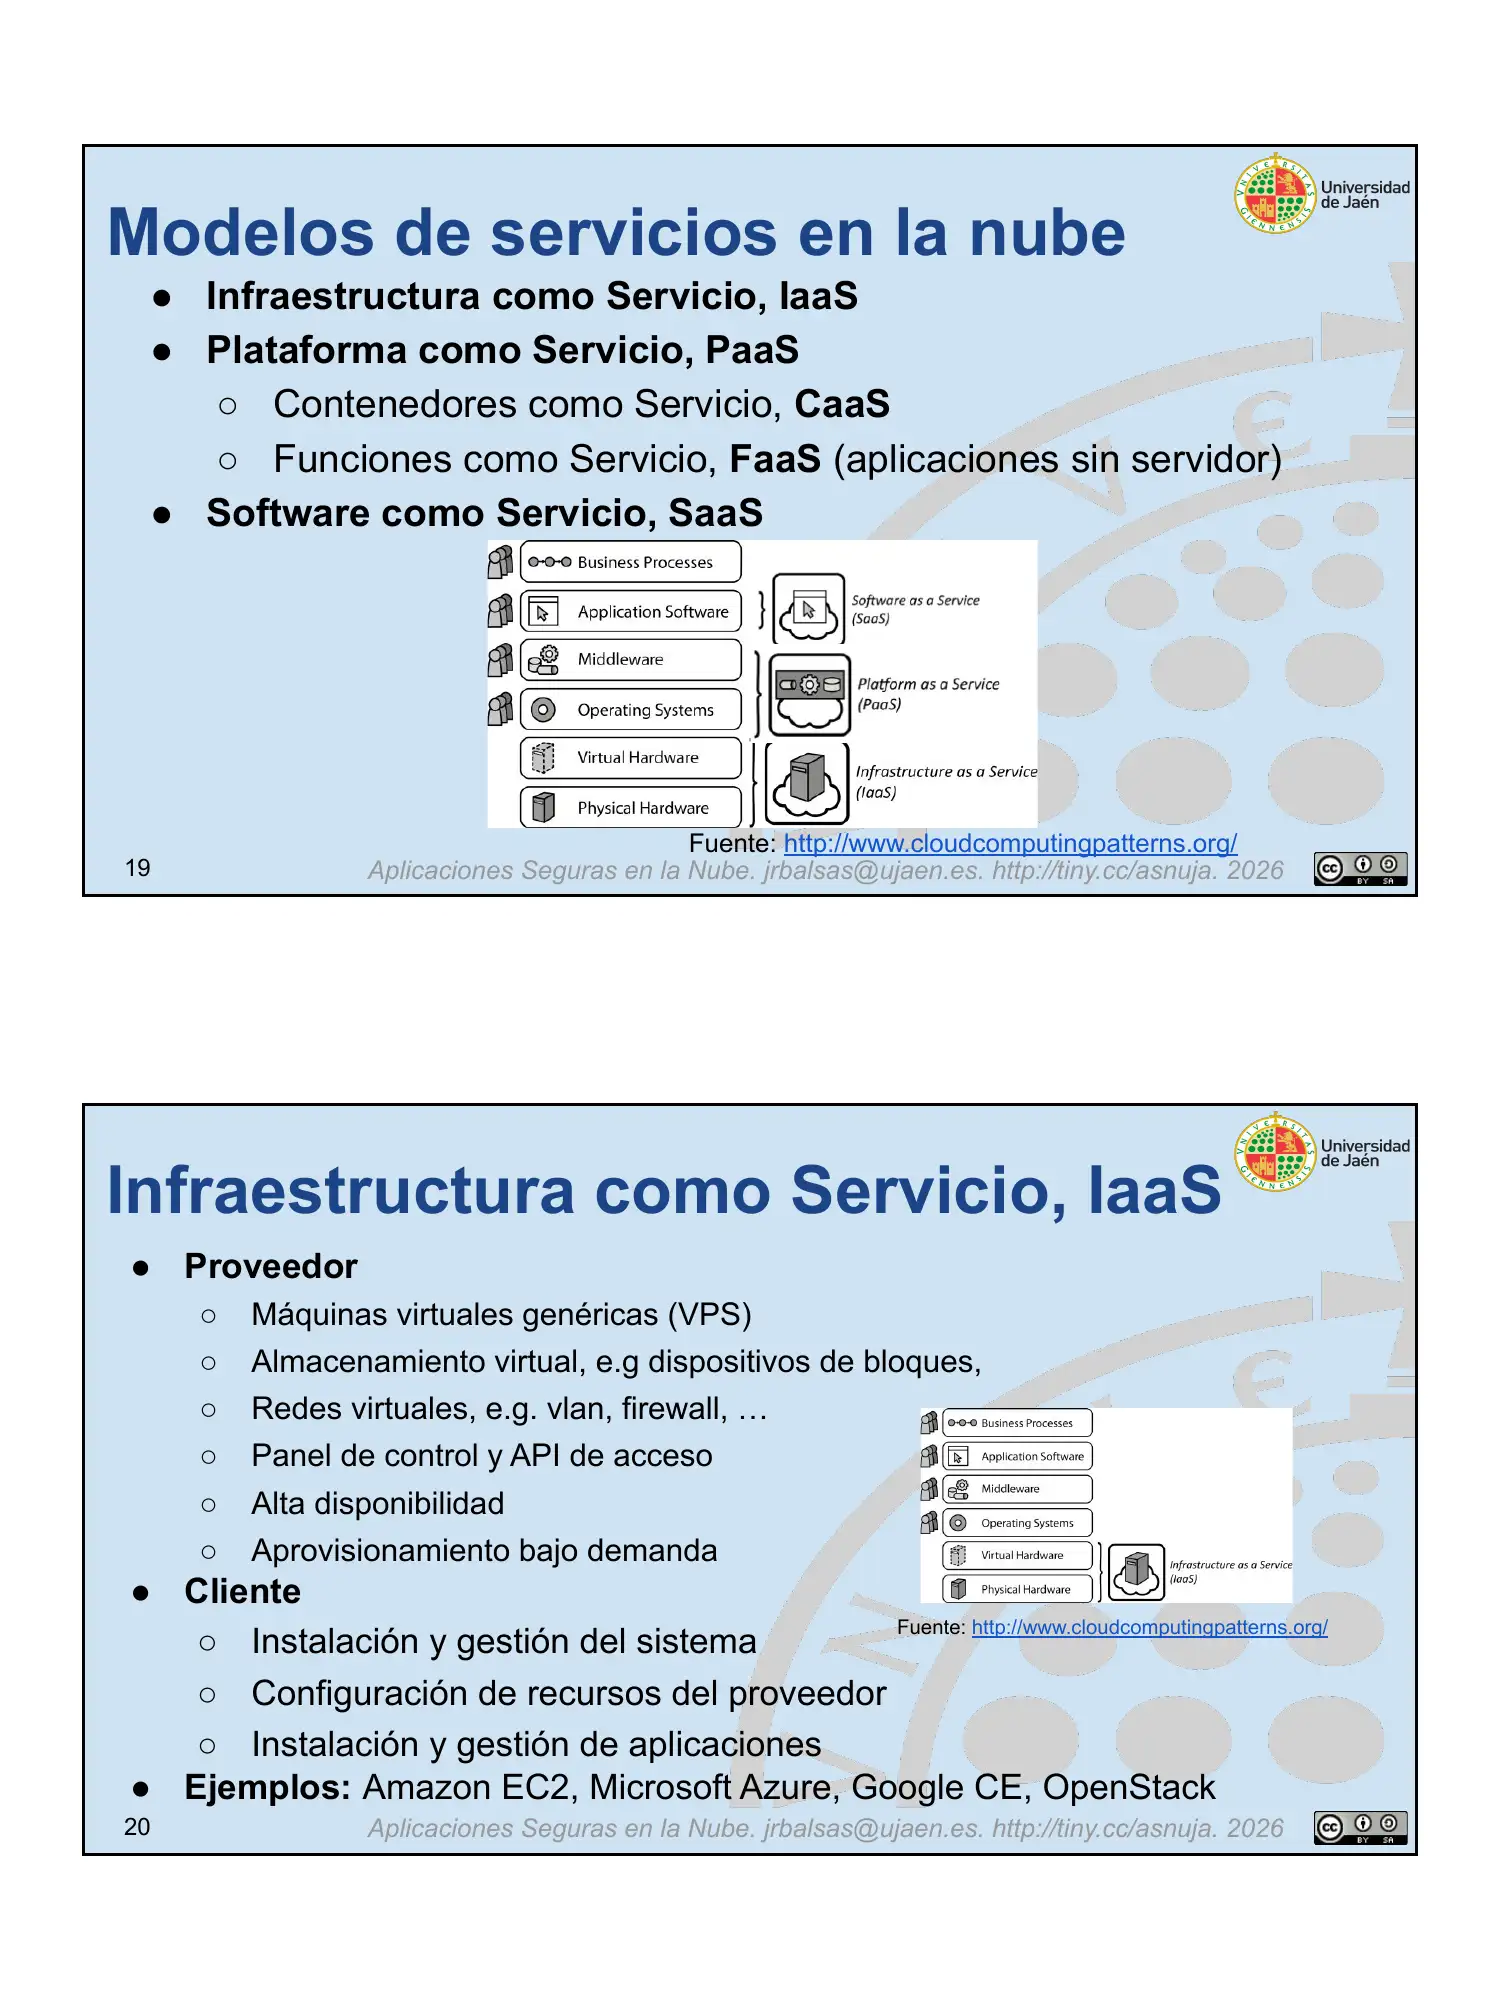 Universidad
de Jaén
Modelos de servicios en la nube
● Infraestructura como Servicio, IaaS
● Plataforma como Servicio, PaaS
○ Contenedores como Servicio, CaaS
○ Funciones como Servicio, FaaS (aplicaciones sin servidor)
● Software como Servicio, SaaS
Business Processes
Application Software
Software as a Service
(SaaS)
Middleware
Platform as a Service
(PaaS)
Operating Systems
Virtual Hardware
Infrastructure as a Service
(IaaS)
Physical Hardware
Fuente: http://www.cloudcomputingpatterns.org/
19
Aplicaciones Seguras en la Nube. jrbalsas@ujaen.es. http://tiny.cc/asnuja. 2026
cc BY SA
Universidad
de Jaén
Infraestructura como Servicio, IaaS
● Proveedor
○ Máquinas virtuales genéricas (VPS)
○ Almacenamiento virtual, e.g dispositivos de bloques,
○ Redes virtuales, e.g. vlan, firewall, …
○ Panel de control y API de acceso
○ Alta disponibilidad
○ Aprovisionamiento bajo demanda
● Cliente
○ Instalación y gestión del sistema
○ Configuración de recursos del proveedor
○ Instalación y gestión de aplicaciones
● Ejemplos: Amazon EC2, Microsoft Azure, Google CE, OpenStack
Business Processes
Application Software
Middleware
Operating Systems
Virtual Hardware
Infrastructure as a Service
(IaaS)
Physical Hardware
Fuente: http://www.cloudcomputingpatterns.org/
20
Aplicaciones Seguras en la Nube. jrbalsas@ujaen.es. http://tiny.cc/asnuja. 2026
cc BY SA